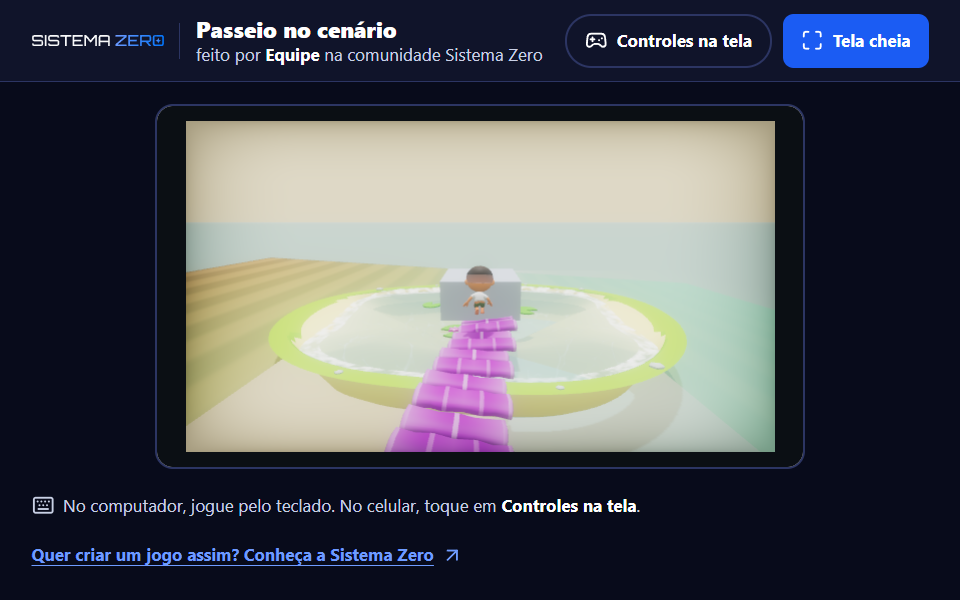 SISTEMA ZERO
Passeio no cenário
feito por Equipe na comunidade Sistema Zero
Controles na tela
Tela cheia
No computador, jogue pelo teclado. No celular, toque em Controles na tela.
Quer criar um jogo assim? Conheça a Sistema Zero